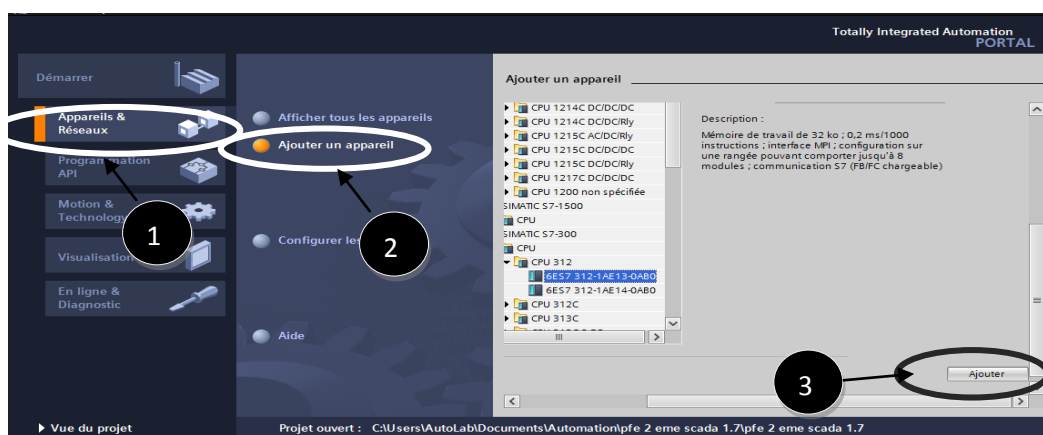 Totally Integrated Automation
PORTAL
Démarrer
Appareils &
Réseaux
Programmation
API
Motion &
Technology
Visualisation
En ligne &
Diagnostic
1
Afficher tous les appareils
Ajouter un appareil
Configurer les
2
Aide
Ajouter un appareil
CPU 1214C DC/DC/DC
CPU 1214C DC/DC/Rly
CPU 1215C AC/DC/Rly
CPU 1215C DC/DC/DC
CPU 1215C DC/DC/Rly
CPU 1217C DC/DC/DC
CPU 1200 non spécifiée
SIMATIC S7-1500
CPU
SIMATIC S7-300
CPU
CPU 312
6ES7 312-1AE13-0AB0
6ES7 312-1AE14-0AB0
CPU 312C
CPU 313C
Description :
Mémoire de travail de 32 ko ; 0,2 ms/1000
instructions ; interface MPI ; configuration sur
une rangée pouvant comporter jusqu'à 8
modules ; communication S7 (FB/FC chargeable)
3
Ajouter
Vue du projet
Projet ouvert : C:\Users\AutoLab\Documents\Automation\pfe 2 eme scada 1.7\pfe 2 eme scada 1.7